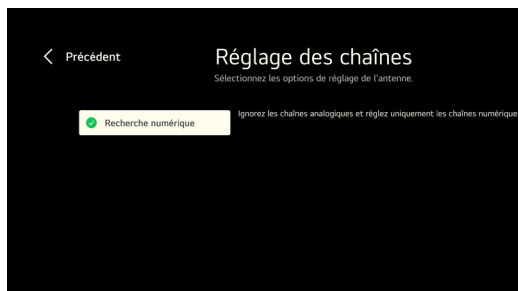 Précédent
Réglage des chaînes
Sélectionnez les options de réglage de l'antenne.
Recherche numérique
Ignorez les chaînes analogiques et réglez uniquement les chaînes numérique